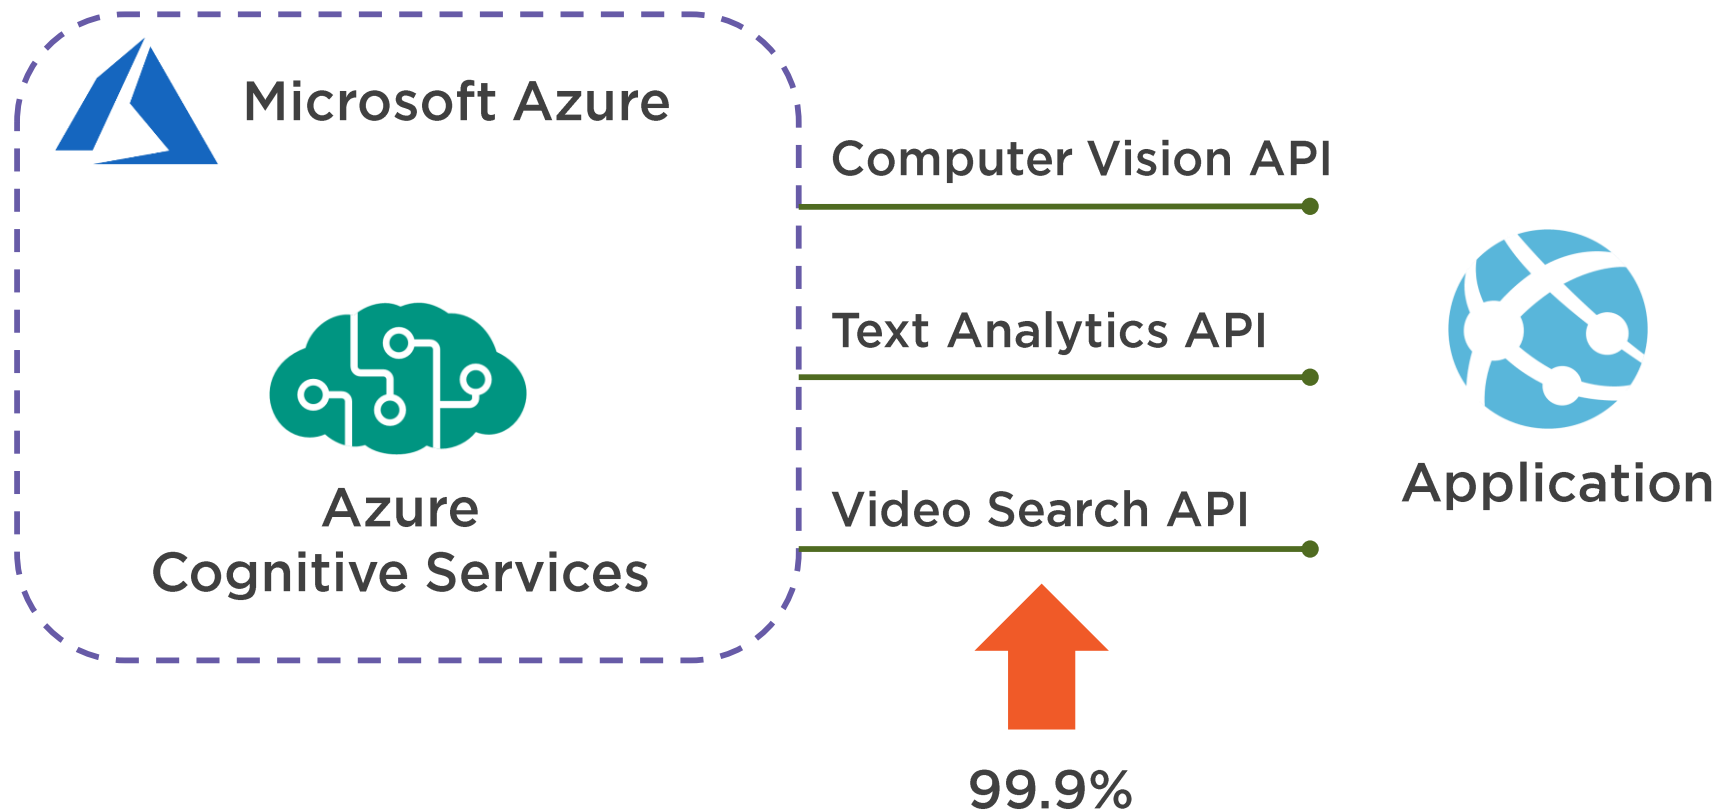 Microsoft Azure
Computer Vision API
Text Analytics API
Application
Video Search API
Azure
Cognitive Services
99.9%